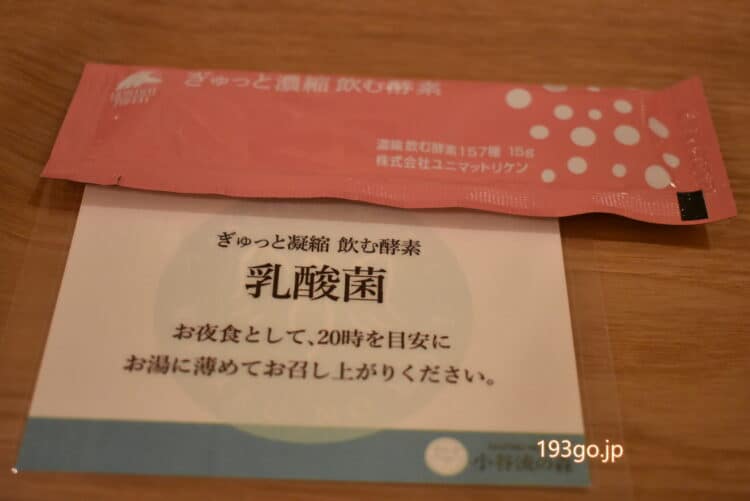 ぎゅっと濃縮 飲む酵素
濃縮 飲む酵素157種 15g
株式会社ユニマットリケン
ぎゅっと凝縮 飲む酵素
乳酸菌
お夜食として、20時を目安に
お湯に薄めてお召し上がりください。
193go.jp
小谷流の森